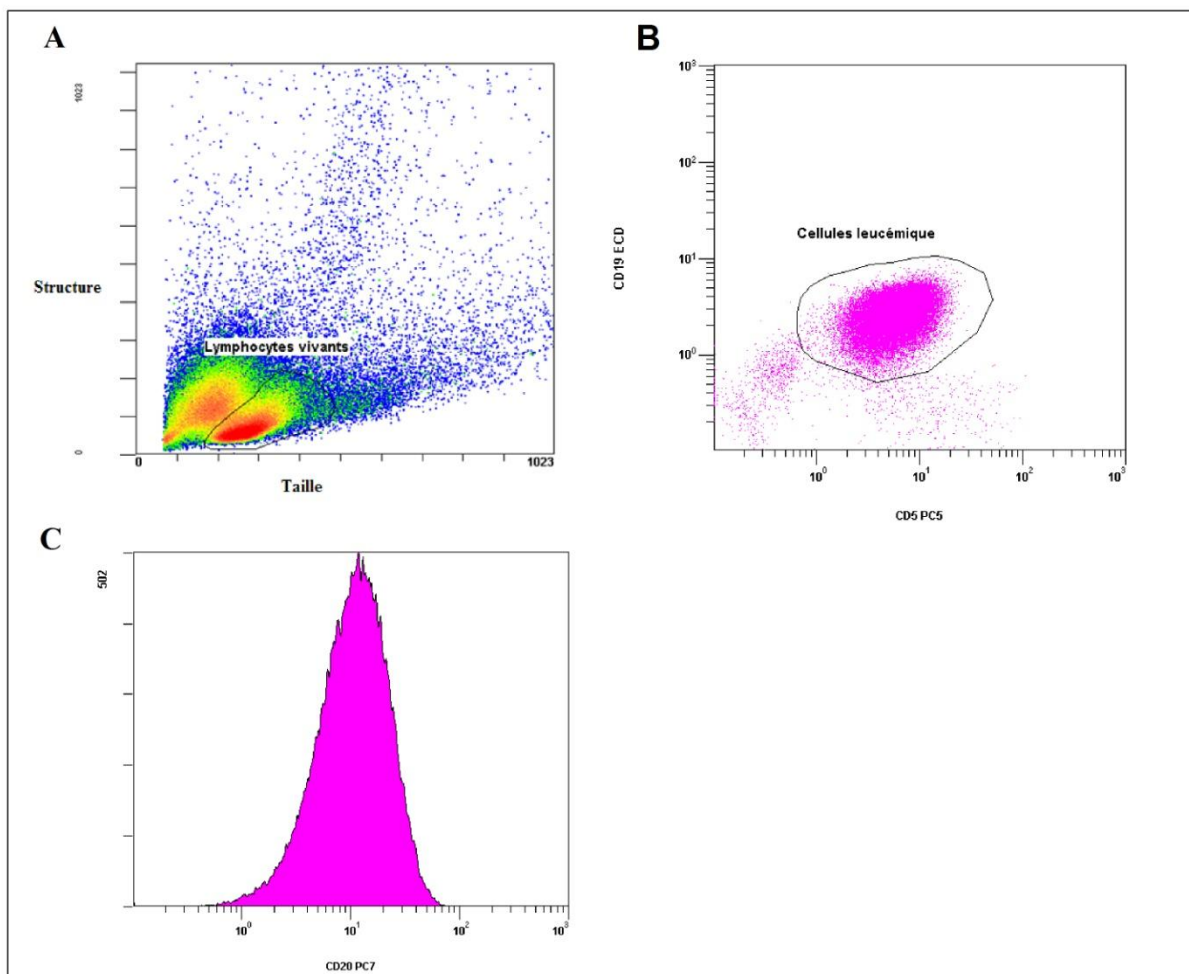 A
1023
Structure
Lymphocytes vivants
0
0
1023
Taille
B
10³
10²
10¹
10⁰
CD19 ECD
Cellules leucémique
10⁰
10¹
10²
10³
CD5 PC5
C
502
10⁰
10¹
10²
10³
CD20 PC7